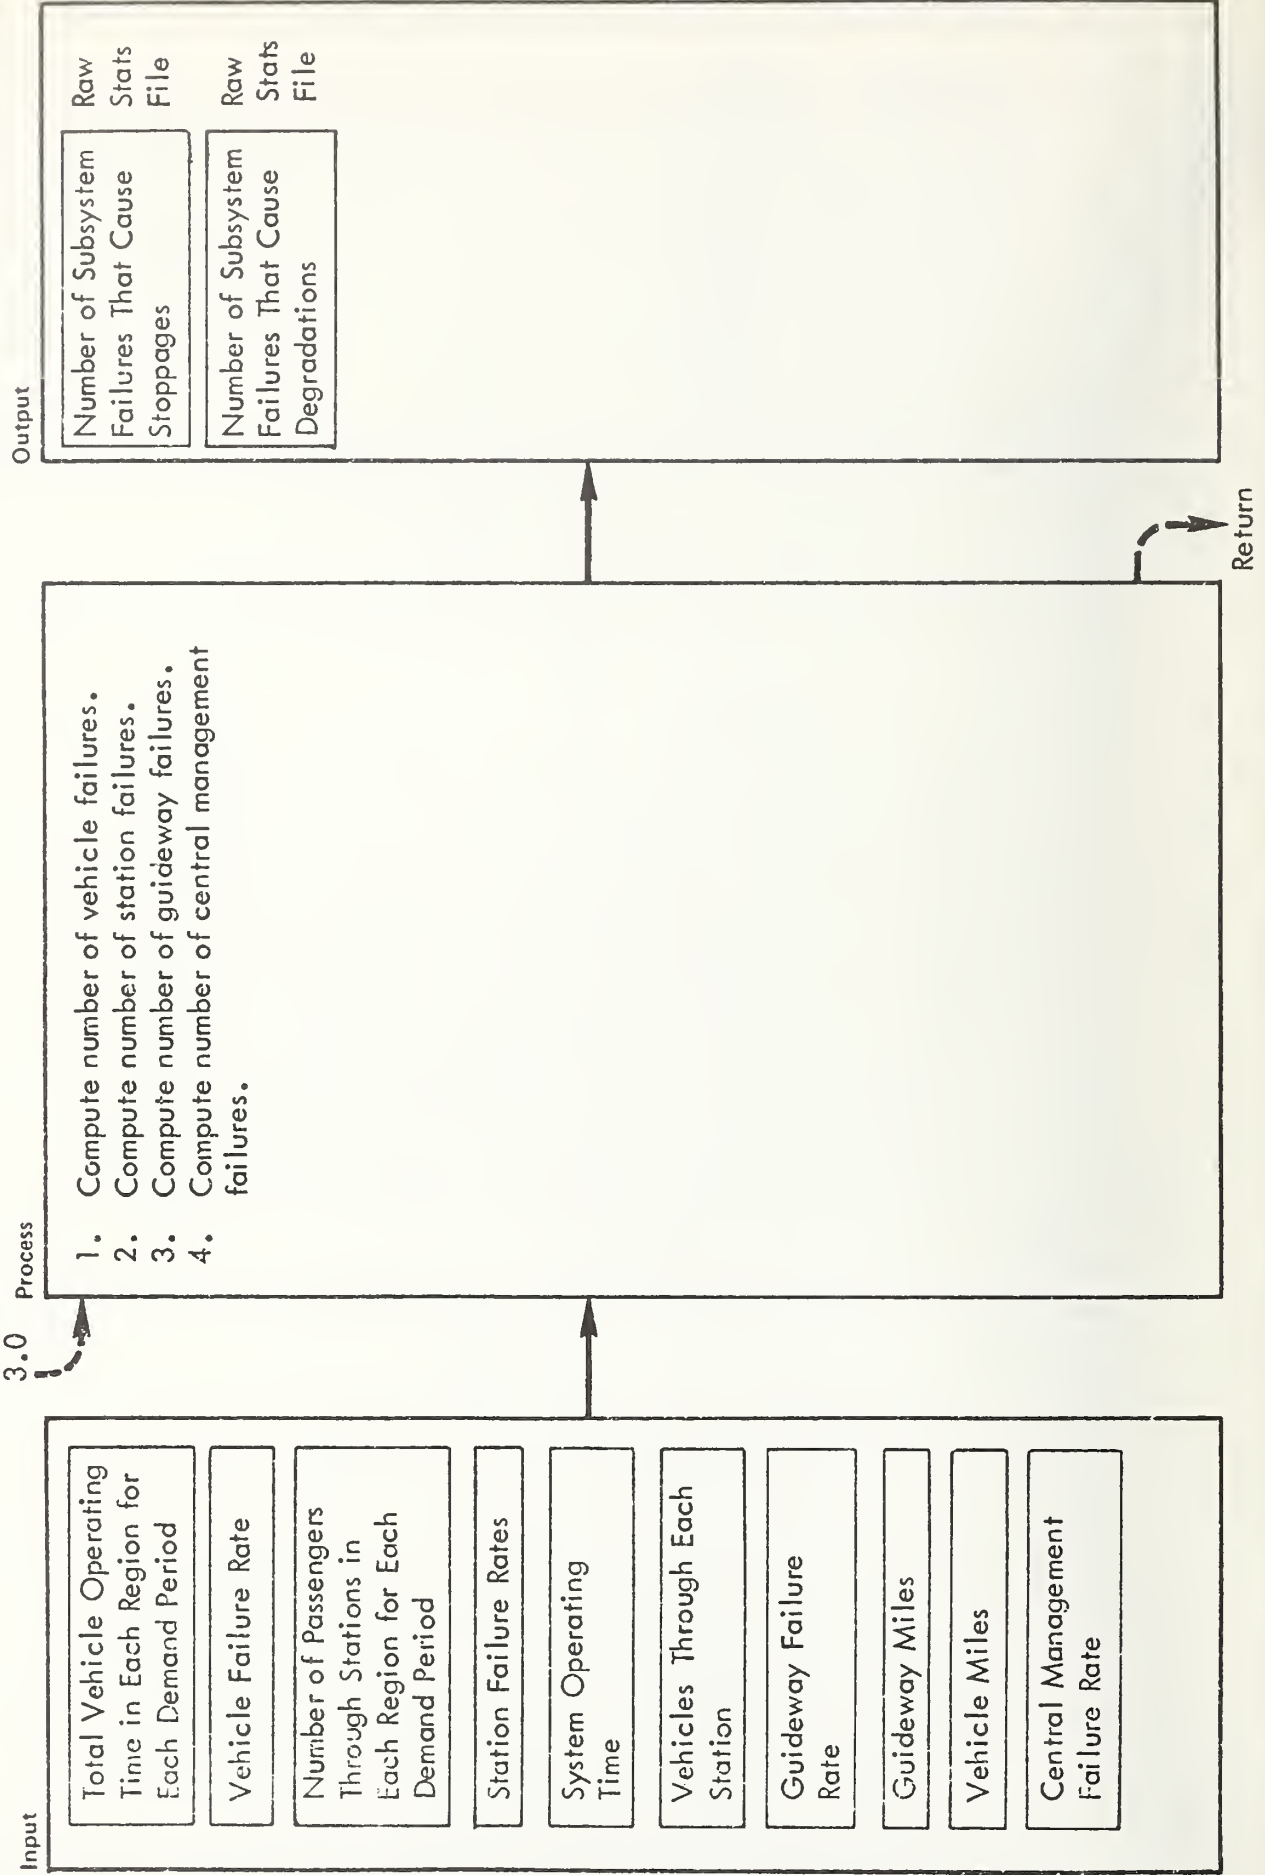 Input
Total Vehicle Operating
Time in Each Region for
Each Demand Period
Vehicle Failure Rate
Number of Passengers
Through Stations in
Each Region for Each
Demand Period
Station Failure Rates
System Operating
Time
Vehicles Through Each
Station
Guideway Failure
Rate
Guideway Miles
Vehicle Miles
Central Management
Failure Rate
3.0
Process
1. Compute number of vehicle failures.
2. Compute number of station failures.
3. Compute number of guideway failures.
4. Compute number of central management
failures.
Return
Output
Number of Subsystem
Failures That Cause
Stoppages
Raw
Stats
File
Number of Subsystem
Failures That Cause
Degradations
Raw
Stats
File